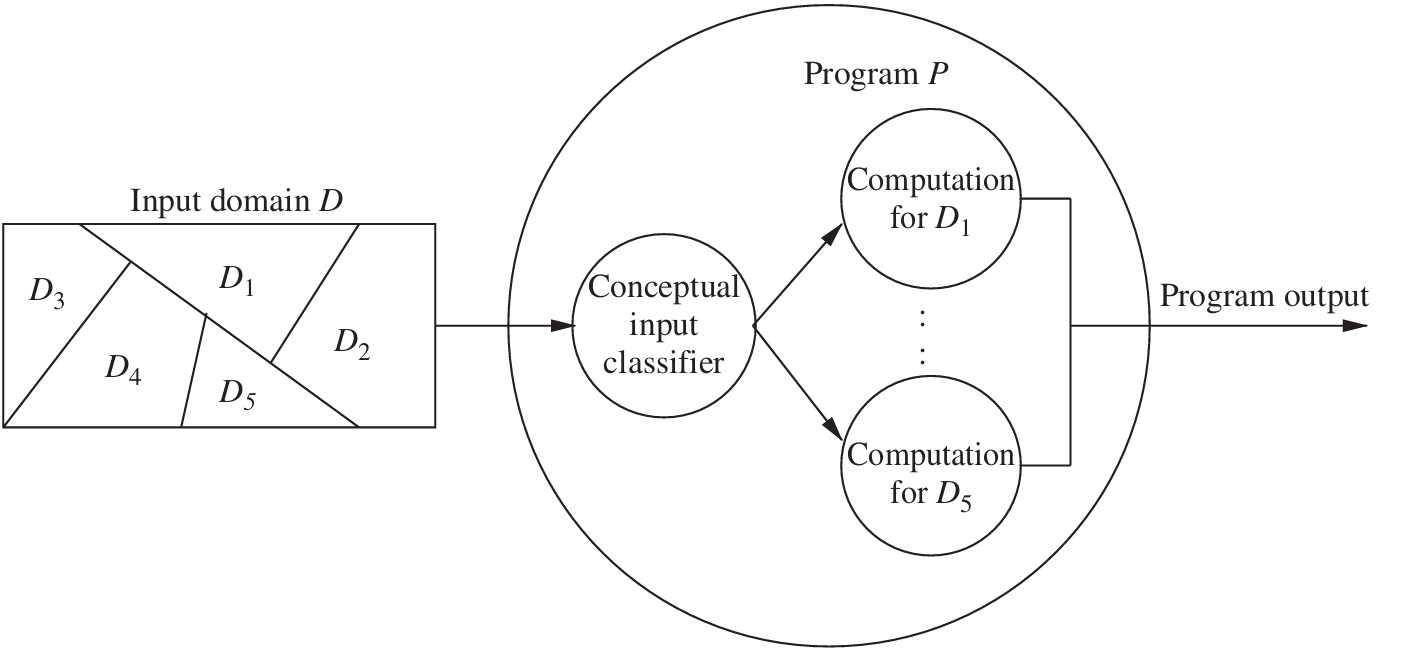 Program P
Input domain D
D3
D1
D2
D4
D5
Conceptual
input
classifier
Computation
for D1
:
:
Computation
for D5
Program output